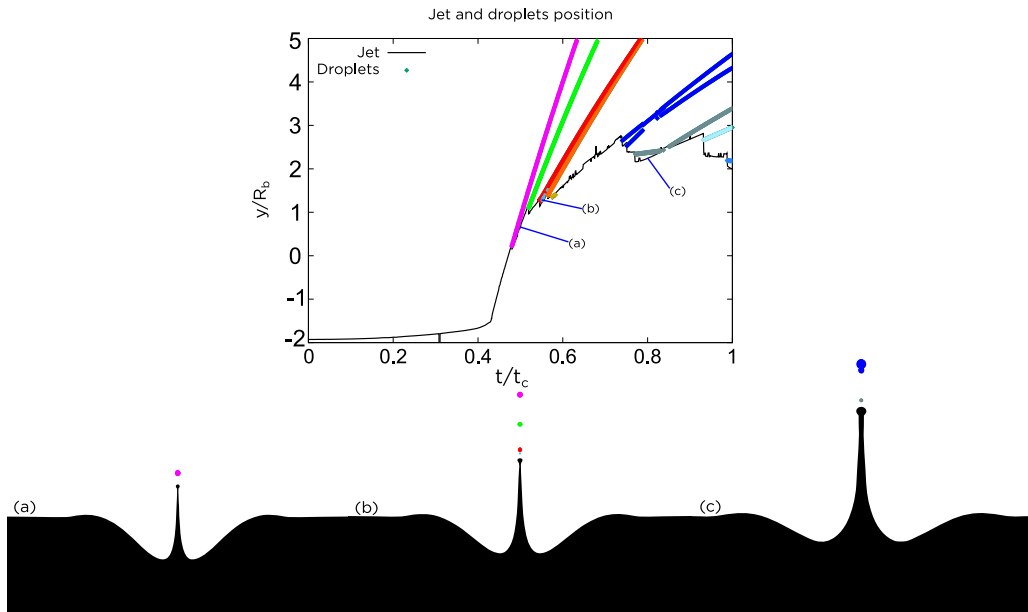 Jet and droplets position
Jet
Droplets
y/R_b
5
4
3
2
1
0
-1
-2
(c)
(b)
(a)
0 0.2 0.4 0.6 0.8 1
t/t_c
(a) (b) (c)